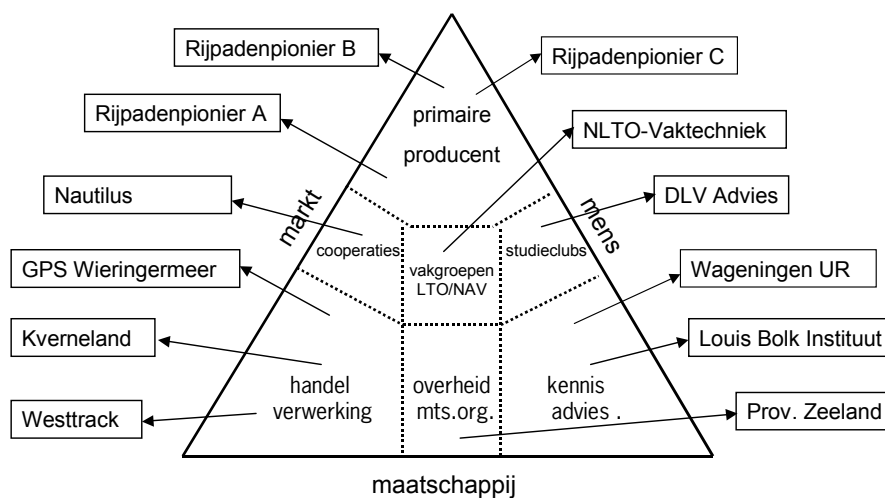 Rijpadenpionier B
Rijpadenpionier C
Rijpadenpionier A
primaire
producent
NLTO-Vaktechniek
Nautilus
markt
mens
DLV Advies
cooperaties
vakgroepen
LTO/NAV
studieclubs
GPS Wieringermeer
Wageningen UR
Kverneland
Louis Bolk Instituut
handel
verwerking
overheid
mts.org.
kennis
advies .
Westtrack
Prov. Zeeland
maatschappij